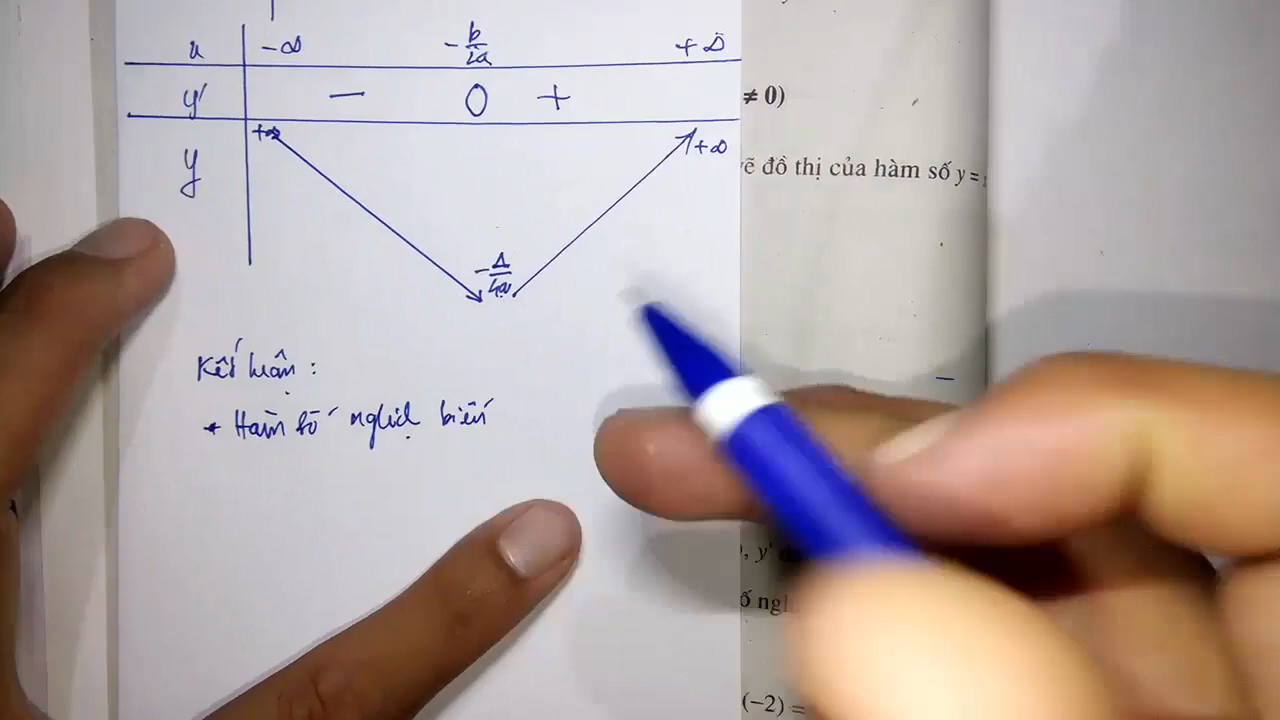 x -∞ -b/2a +∞
y' - 0 +
y +∞ +∞
-Δ/4a
Kết luận :
* Hàm số nghịch biến
≠ 0)
vẽ đồ thị của hàm số y =
, y'
ố ngh
(-2) =